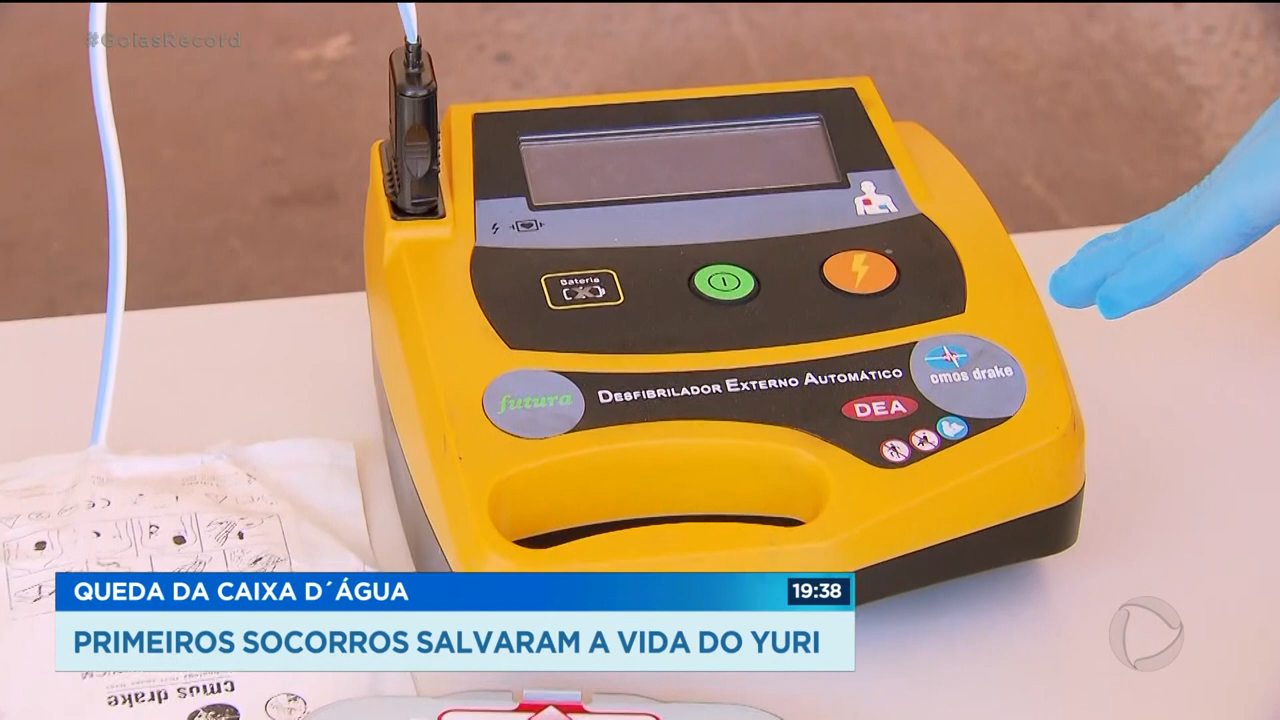 #GoiasRecord
Bateria
futura
DESFIBRILADOR EXTERNO AUTOMÁTICO
cmos drake
DEA
QUEDA DA CAIXA D´ÁGUA
19:38
PRIMEIROS SOCORROS SALVARAM A VIDA DO YURI
cmos drake